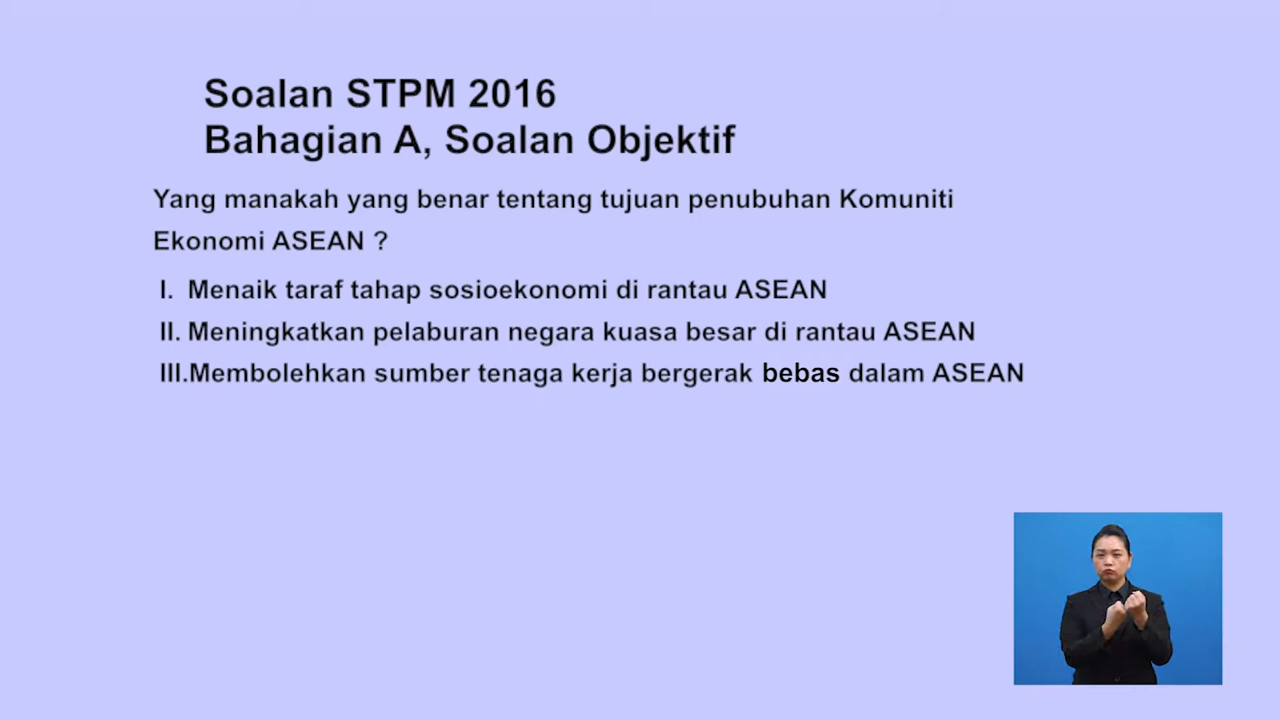 Soalan STPM 2016
Bahagian A, Soalan Objektif
Yang manakah yang benar tentang tujuan penubuhan Komuniti
Ekonomi ASEAN ?
I. Menaik taraf tahap sosioekonomi di rantau ASEAN
II. Meningkatkan pelaburan negara kuasa besar di rantau ASEAN
III.Membolehkan sumber tenaga kerja bergerak bebas dalam ASEAN